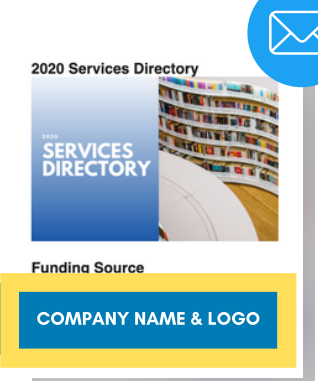 2020 Services Directory
2020
SERVICES
DIRECTORY
Funding Source
COMPANY NAME & LOGO